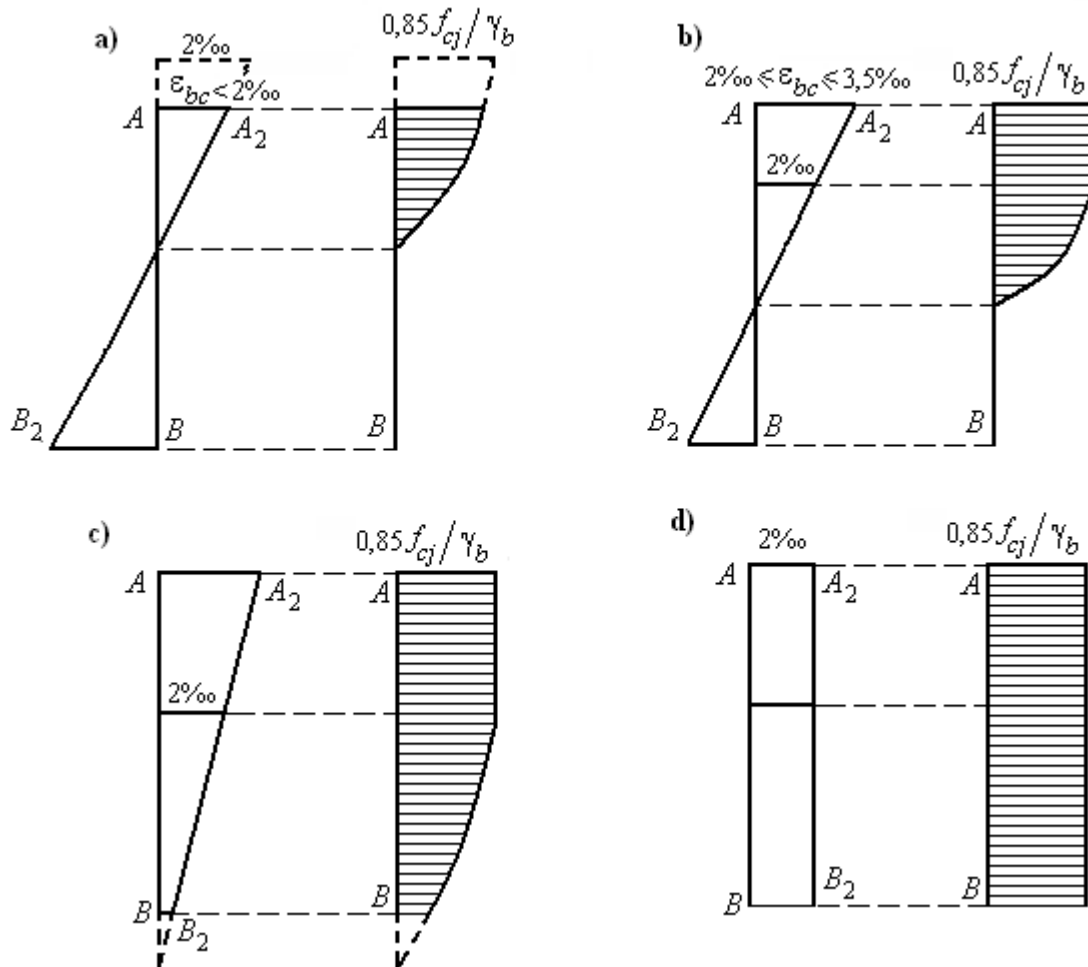 a)
2‰
0,85 f_cj / γ_b
ε_bc < 2‰
A
A_2
A
B_2
B
B
b)
2‰ ≤ ε_bc ≤ 3,5‰
0,85 f_cj / γ_b
A
A_2
A
2‰
B_2
B
B
c)
0,85 f_cj / γ_b
A
A_2
A
2‰
B
B_2
B
d)
2‰
0,85 f_cj / γ_b
A
A_2
A
B
B_2
B